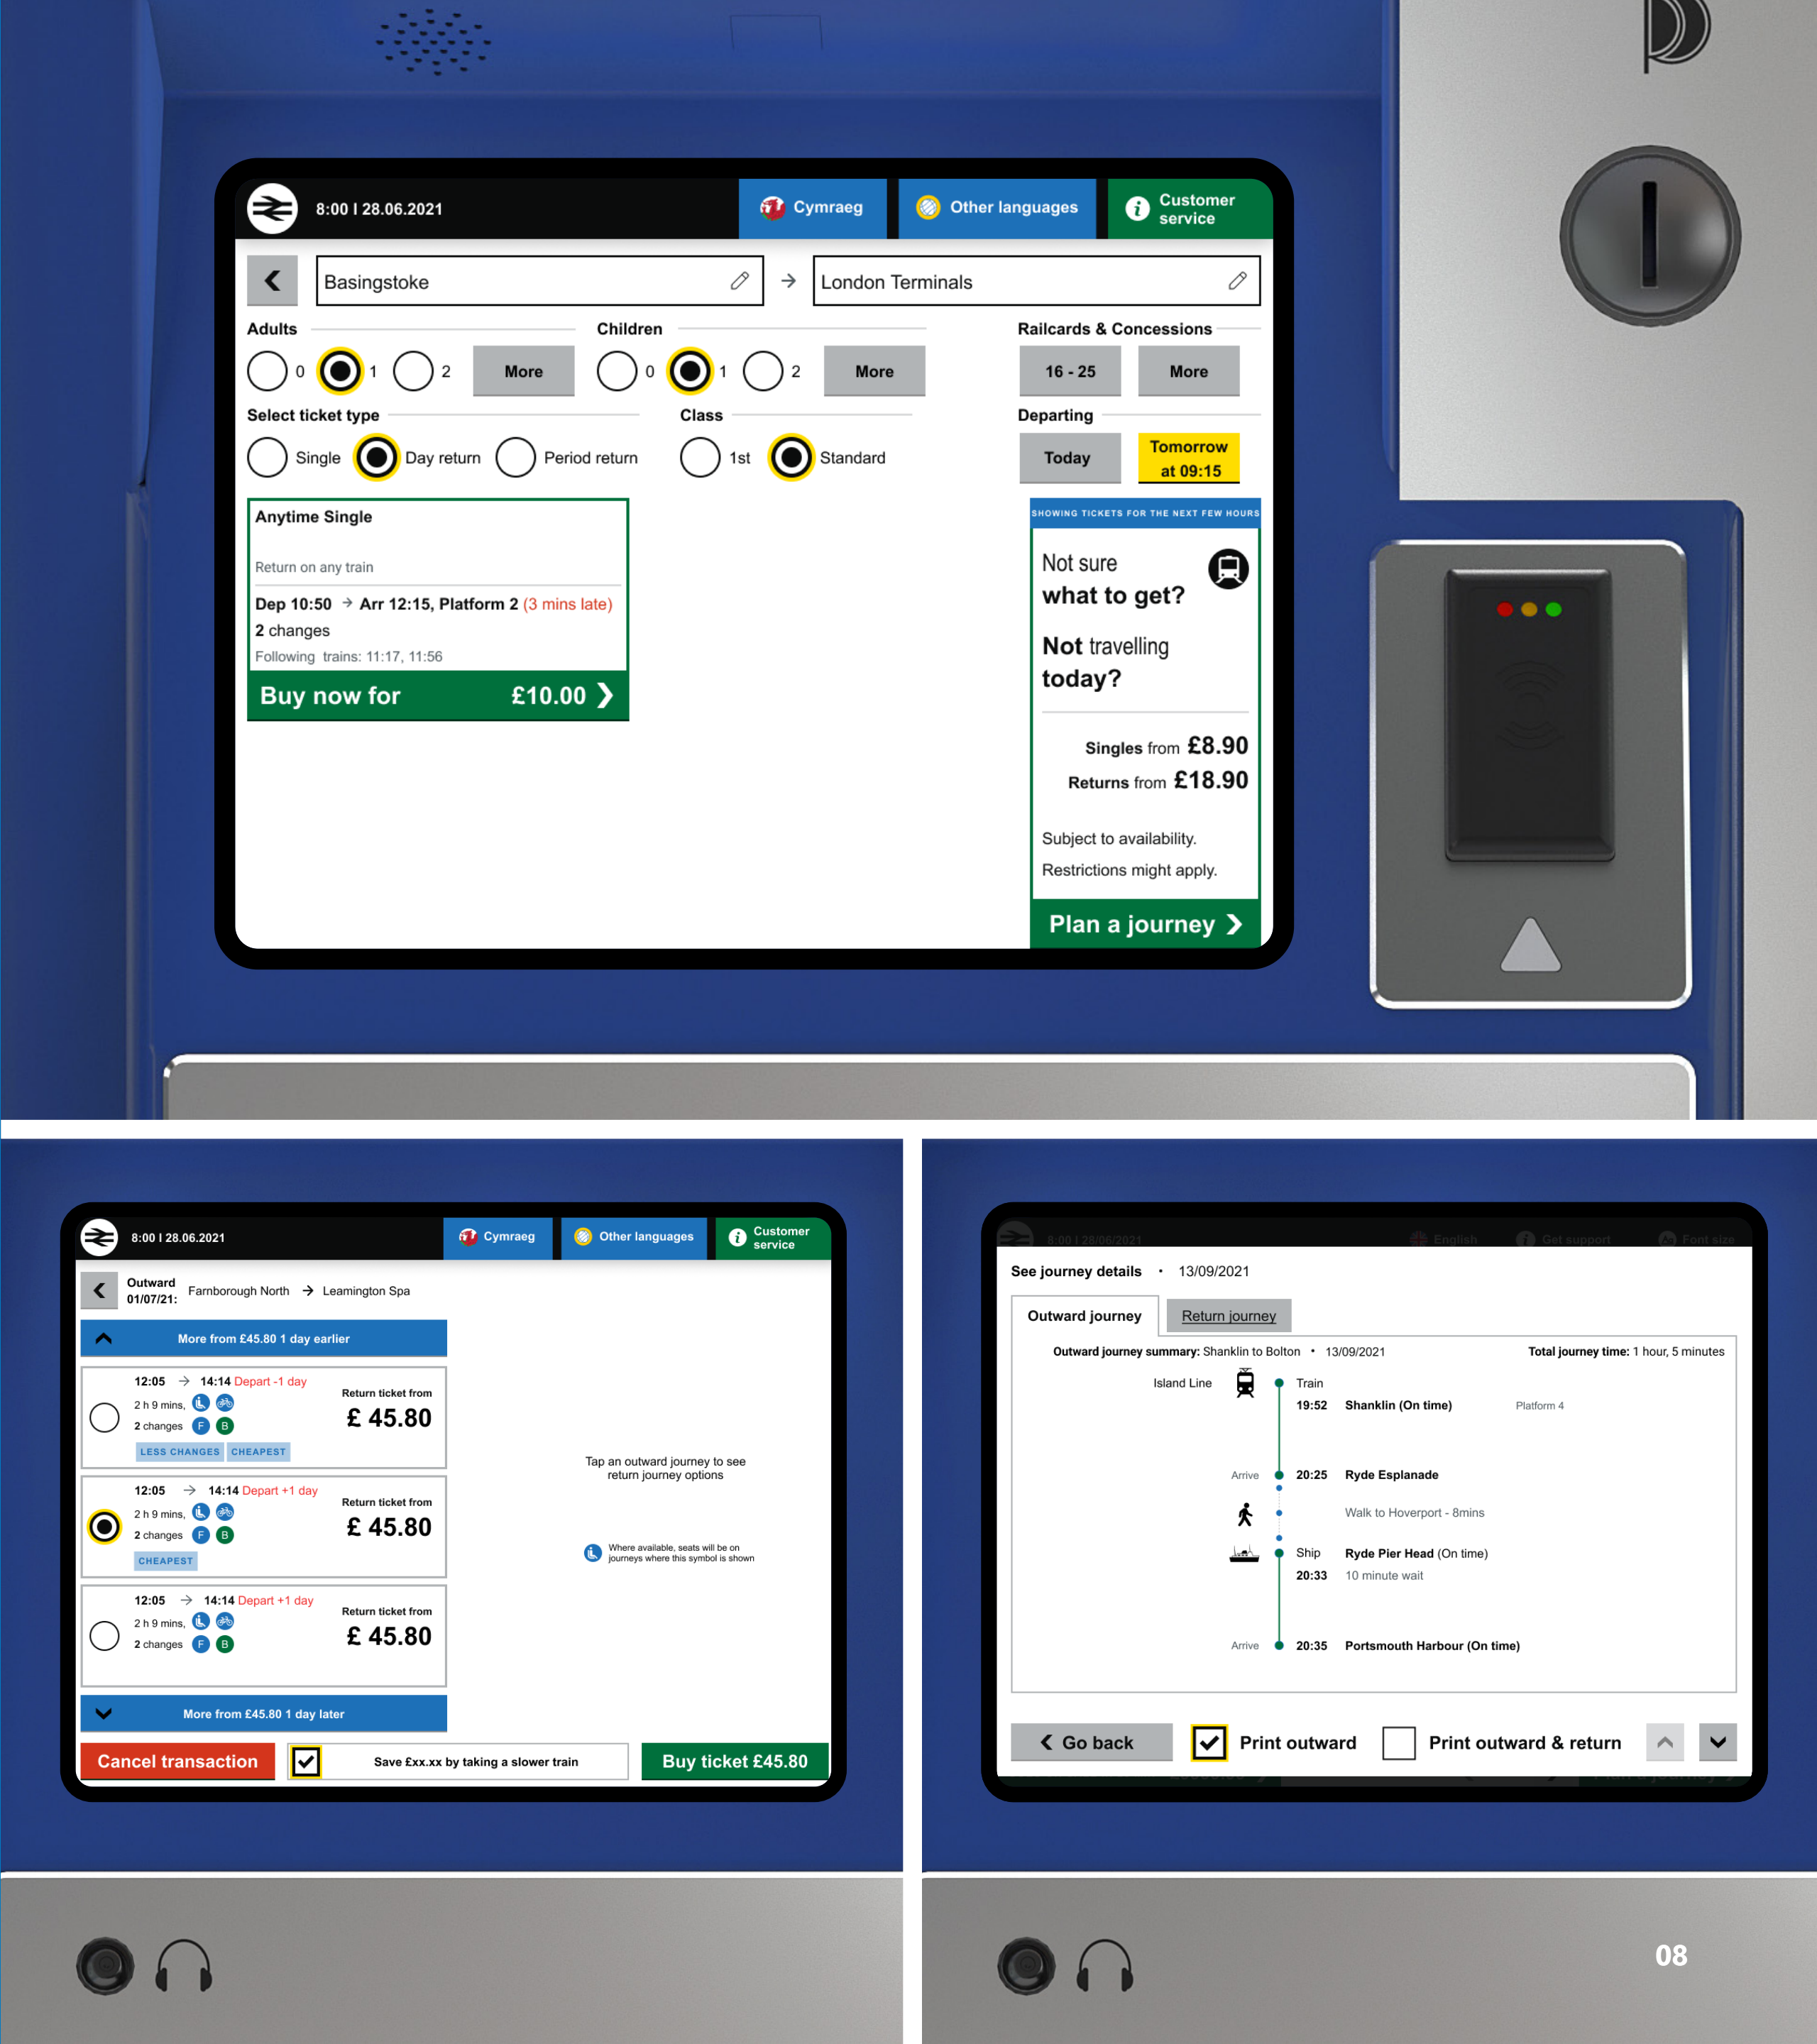 8:00 I 28.06.2021
Cymraeg
Other languages
Customer
service
Basingstoke
London Terminals
Adults
Children
Railcards & Concessions
0
1
2
More
0
1
2
More
16 - 25
More
Select ticket type
Class
Departing
Single
Day return
Period return
1st
Standard
Today
Tomorrow
at 09:15
Anytime Single
Return on any train
Dep 10:50 → Arr 12:15, Platform 2 (3 mins late)
2 changes
Following trains: 11:17, 11:56
Buy now for £10.00
SHOWING TICKETS FOR THE NEXT FEW HOURS
Not sure
what to get?
Not travelling
today?
Singles from £8.90
Returns from £18.90
Subject to availability.
Restrictions might apply.
Plan a journey
8:00 I 28.06.2021
Cymraeg
Other languages
Customer
service
Outward
01/07/21:
Farnborough North → Leamington Spa
More from £45.80 1 day earlier
12:05 → 14:14 Depart -1 day
Return ticket from
2 h 9 mins,
£ 45.80
2 changes F B
LESS CHANGES CHEAPEST
12:05 → 14:14 Depart +1 day
Return ticket from
2 h 9 mins,
£ 45.80
2 changes F B
CHEAPEST
12:05 → 14:14 Depart +1 day
Return ticket from
2 h 9 mins,
£ 45.80
2 changes F B
More from £45.80 1 day later
Tap an outward journey to see
return journey options
Where available, seats will be on
journeys where this symbol is shown
Cancel transaction
Save £xx.xx by taking a slower train
Buy ticket £45.80
8:00 I 28/06/2021
English
Get support
Font size
See journey details • 13/09/2021
Outward journey
Return journey
Outward journey summary: Shanklin to Bolton • 13/09/2021
Total journey time: 1 hour, 5 minutes
Island Line
Train
19:52 Shanklin (On time) Platform 4
Arrive 20:25 Ryde Esplanade
Walk to Hoverport - 8mins
Ship Ryde Pier Head (On time)
20:33 10 minute wait
Arrive 20:35 Portsmouth Harbour (On time)
Go back
Print outward
Print outward & return
08